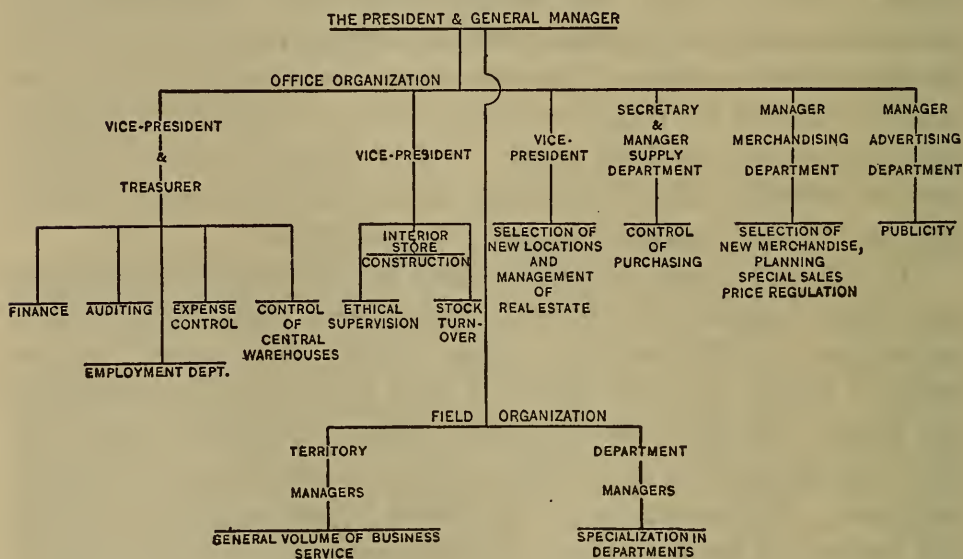 THE PRESIDENT & GENERAL MANAGER
OFFICE ORGANIZATION
VICE-PRESIDENT
&
TREASURER
FINANCE
AUDITING
EXPENSE
CONTROL
CONTROL
OF
CENTRAL
WAREHOUSES
EMPLOYMENT DEPT.
VICE-PRESIDENT
INTERIOR
STORE
CONSTRUCTION
ETHICAL
SUPERVISION
STOCK
TURN-
OVER
VICE-
PRESIDENT
SELECTION OF
NEW LOCATIONS
AND
MANAGEMENT
OF
REAL ESTATE
SECRETARY
&
MANAGER
SUPPLY
DEPARTMENT
CONTROL
OF
PURCHASING
MANAGER
MERCHANDISING
DEPARTMENT
SELECTION OF
NEW MERCHANDISE,
PLANNING
SPECIAL SALES
PRICE REGULATION
MANAGER
ADVERTISING
DEPARTMENT
PUBLICITY
FIELD ORGANIZATION
TERRITORY
MANAGERS
GENERAL VOLUME OF BUSINESS
SERVICE
DEPARTMENT
MANAGERS
SPECIALIZATION IN
DEPARTMENTS